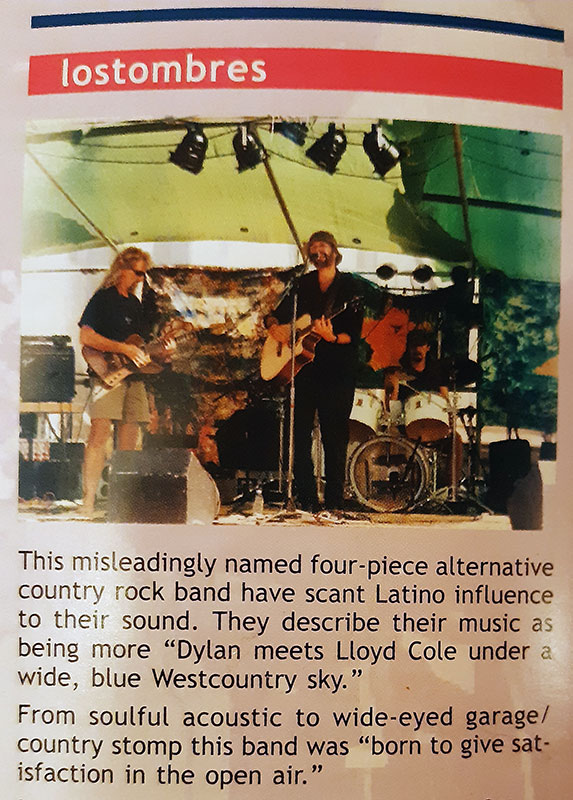 lostombres
This misleadingly named four-piece alternative
country rock band have scant Latino influence
to their sound. They describe their music as
being more “Dylan meets Lloyd Cole under a
wide, blue Westcountry sky.”
From soulful acoustic to wide-eyed garage/
country stomp this band was “born to give sat-
isfaction in the open air.”